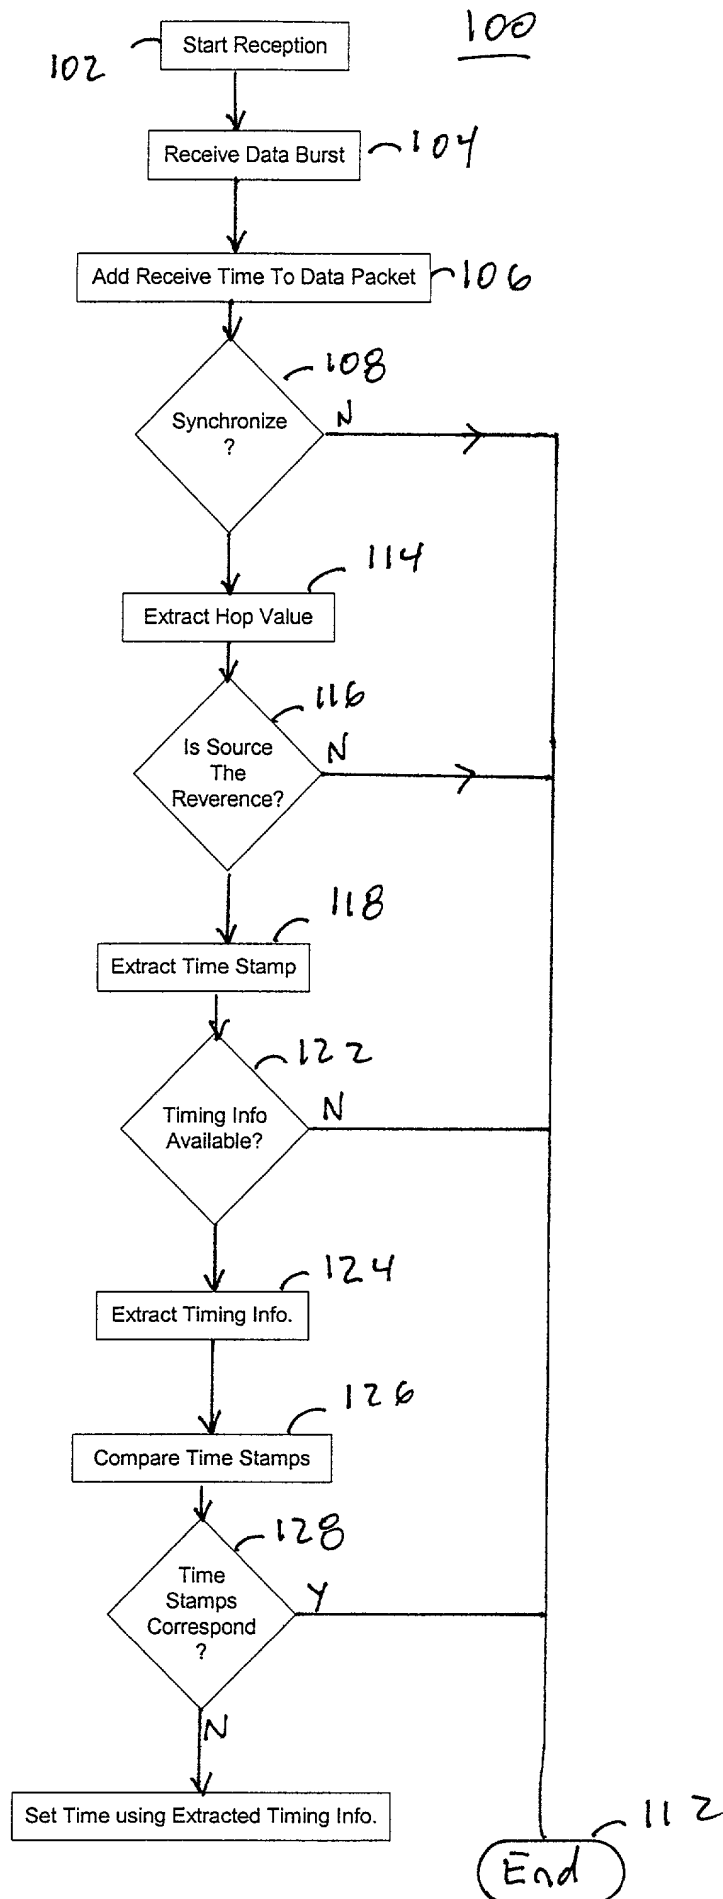 100
Start Reception
102
Receive Data Burst
104
Add Receive Time To Data Packet
106
108
Synchronize
?
N
114
Extract Hop Value
116
Is Source
The
Reverence?
N
118
Extract Time Stamp
122
Timing Info
Available?
N
124
Extract Timing Info.
126
Compare Time Stamps
128
Time
Stamps
Correspond
?
Y
N
Set Time using Extracted Timing Info.
112
End